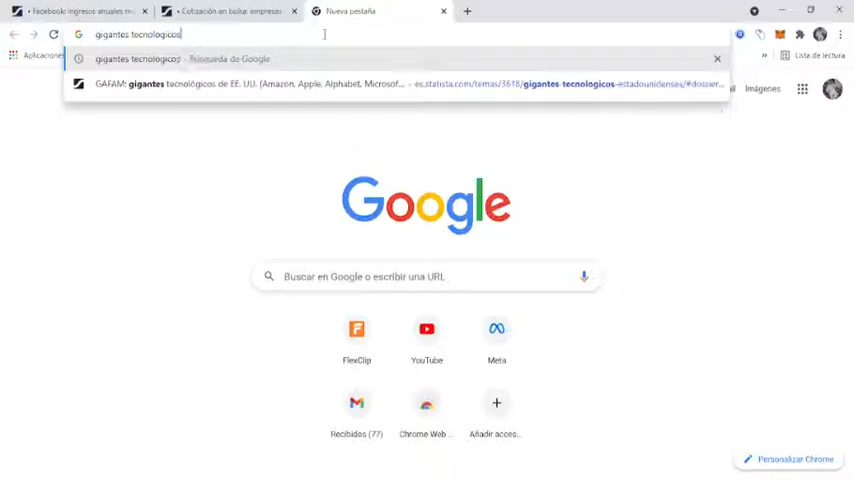 • Facebook: ingresos anuales mu...
• Cotización en bolsa: empresas
Nueva pestaña
gigantes tecnologicos
Aplicaciones
gigantes tecnologicos - Búsqueda de Google
Lista de lectura
GAFAM: gigantes tecnológicos de EE. UU. (Amazon, Apple, Alphabet, Microsof... - es.statista.com/temas/3618/gigantes-tecnologicos-estadounidenses/#dossier...
Imágenes
Google
Buscar en Google o escribir una URL
FlexClip
YouTube
Meta
Recibidos (77)
Chrome Web ...
Añadir acces...
Personalizar Chrome